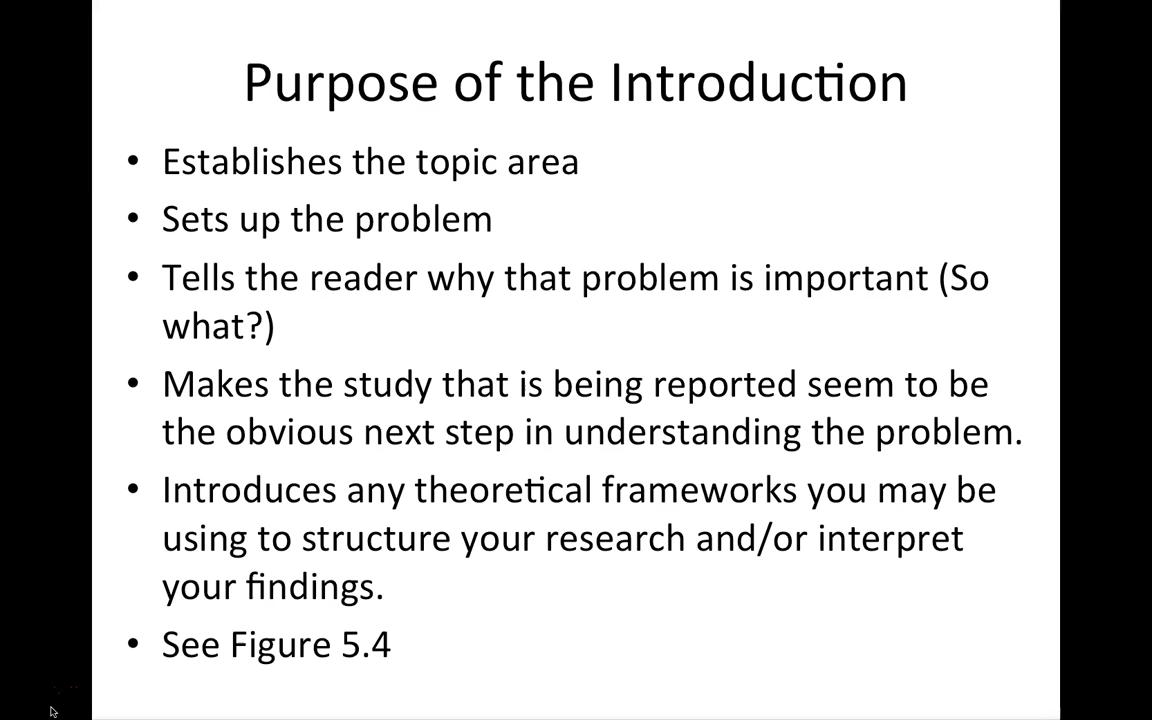 Purpose of the Introduction
• Establishes the topic area
• Sets up the problem
• Tells the reader why that problem is important (So
what?)
• Makes the study that is being reported seem to be
the obvious next step in understanding the problem.
• Introduces any theoretical frameworks you may be
using to structure your research and/or interpret
your findings.
• See Figure 5.4